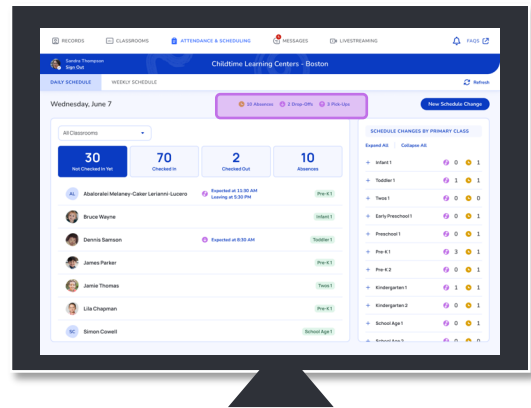 RECORDS CLASSROOMS ATTENDANCE & SCHEDULING MESSAGES LIVESTREAMING FAQS
Sandra Thompson
Sign Out
Childtime Learning Centers - Boston
DAILY SCHEDULE WEEKLY SCHEDULE Refresh
Wednesday, June 7 10 Absences 2 Drop-Offs 3 Pick-Ups New Schedule Change
All Classrooms
30 70 2 10
Not Checked In Yet Checked In Checked Out Absences
AL Abaloralei Melaney-Caker Lerianni-Lucero Expected at 11:30 AM Pre-K 1
Leaving at 5:30 PM
Bruce Wayne Infant 1
Dennis Samson Expected at 8:30 AM Toddler 1
James Parker Pre-K 1
Jamie Thomas Twos 1
Lila Chapman Pre-K 1
SC Simon Cowell School Age 1
SCHEDULE CHANGES BY PRIMARY CLASS
Expand All Collapse All
+ Infant 1 0 1
+ Toddler 1 1 1
+ Twos 1 0 0
+ Early Preschool 1 0 1
+ Preschool 1 0 1
+ Pre-K 1 3 1
+ Pre-K 2 0 1
+ Kindergarten 1 1 1
+ Kindergarten 2 0 1
+ School Age 1 0 1